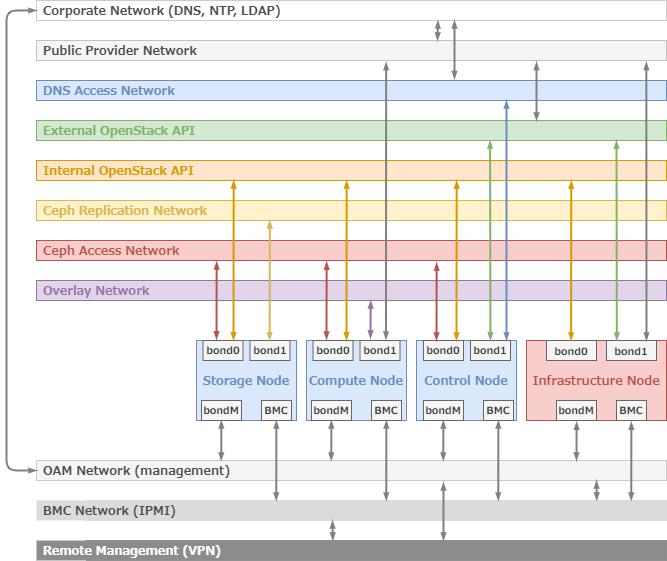 Corporate Network (DNS, NTP, LDAP)
Public Provider Network
DNS Access Network
External OpenStack API
Internal OpenStack API
Ceph Replication Network
Ceph Access Network
Overlay Network
bond0 bond1 bond0 bond1 bond0 bond1 bond0 bond1
Storage Node Compute Node Control Node Infrastructure Node
bondM BMC bondM BMC bondM BMC bondM BMC
OAM Network (management)
BMC Network (IPMI)
Remote Management (VPN)